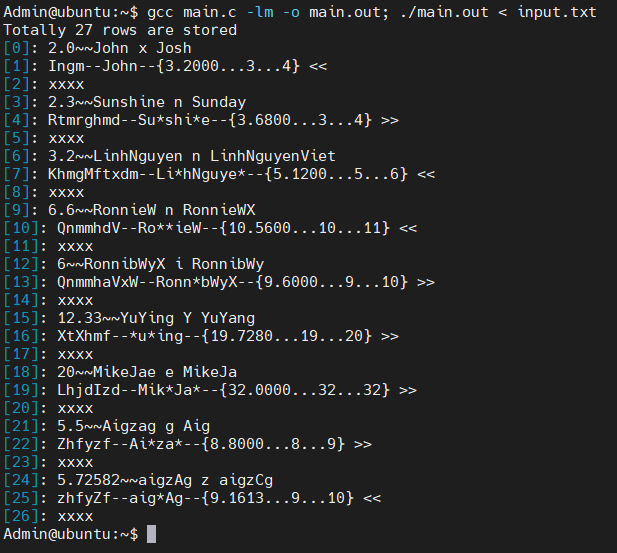 Admin@ubuntu:~$ gcc main.c -lm -o main.out; ./main.out < input.txt
Totally 27 rows are stored
[0]: 2.0~~John x Josh
[1]: Ingm--John--{3.2000...3...4} <<
[2]: xxxx
[3]: 2.3~~Sunshine n Sunday
[4]: Rtmrghmd--Su*shi*e--{3.6800...3...4} >>
[5]: xxxx
[6]: 3.2~~LinhNguyen n LinhNguyenViet
[7]: KhmgMftxdm--Li*hNguye*--{5.1200...5...6} <<
[8]: xxxx
[9]: 6.6~~RonnieW n RonnieWX
[10]: QnmmhdV--Ro**ieW--{10.5600...10...11} <<
[11]: xxxx
[12]: 6~~RonnibWyX i RonnibWy
[13]: QnmmhaVxW--Ronn*bWyX--{9.6000...9...10} >>
[14]: xxxx
[15]: 12.33~~YuYing Y YuYang
[16]: XtXhmf--*u*ing--{19.7280...19...20} >>
[17]: xxxx
[18]: 20~~MikeJae e MikeJa
[19]: LhjdIzd--Mik*Ja*--{32.0000...32...32} >>
[20]: xxxx
[21]: 5.5~~Aigzag g Aig
[22]: Zhfyzf--Ai*za*--{8.8000...8...9} >>
[23]: xxxx
[24]: 5.72582~~aigzAg z aigzCg
[25]: zhfyZf--aig*Ag--{9.1613...9...10} <<
[26]: xxxx
Admin@ubuntu:~$